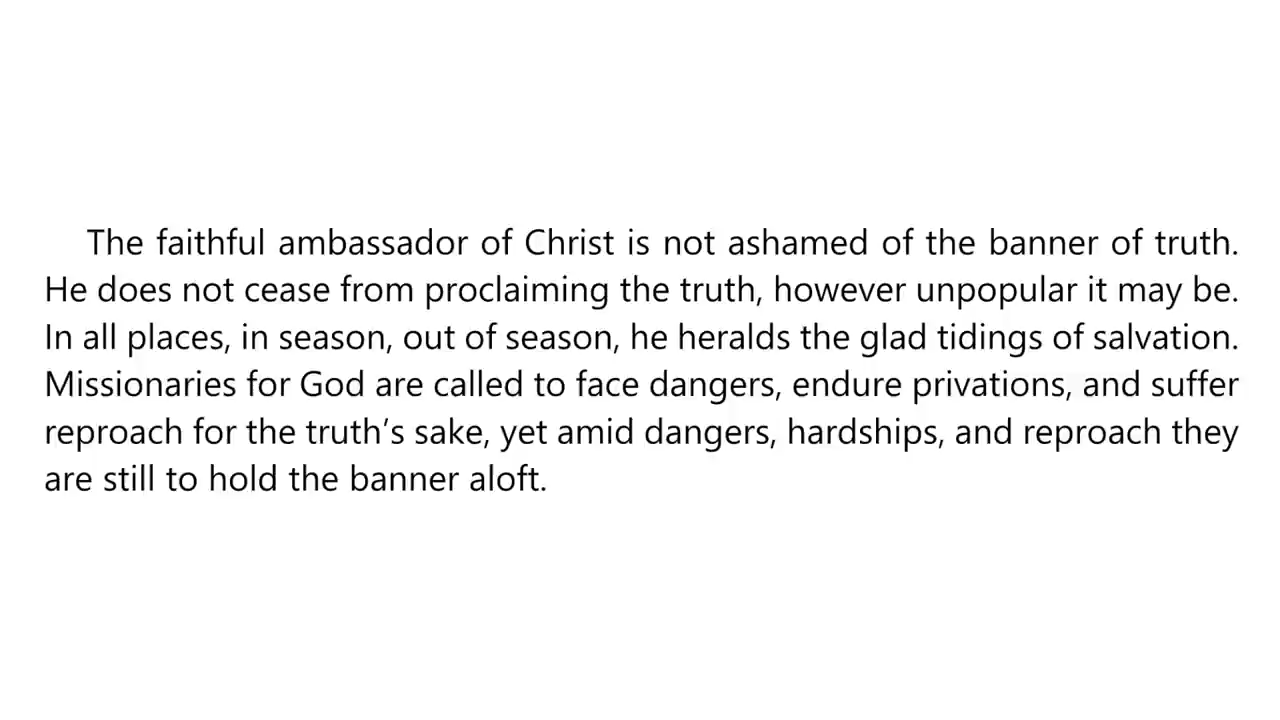 The faithful ambassador of Christ is not ashamed of the banner of truth.
He does not cease from proclaiming the truth, however unpopular it may be.
In all places, in season, out of season, he heralds the glad tidings of salvation.
Missionaries for God are called to face dangers, endure privations, and suffer
reproach for the truth’s sake, yet amid dangers, hardships, and reproach they
are still to hold the banner aloft.